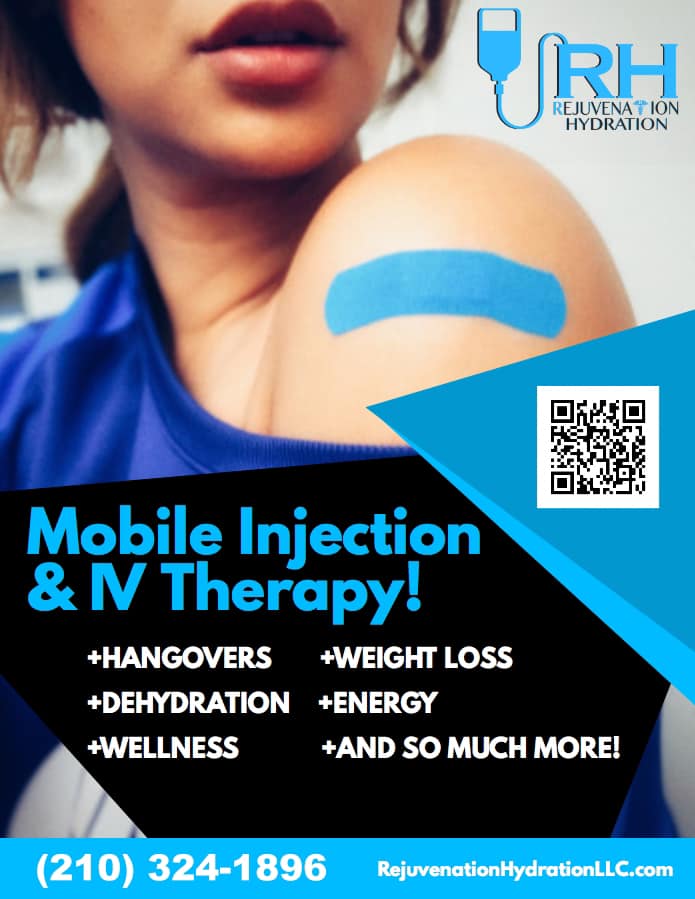 RH
REJUVENATION
HYDRATION
Mobile Injection
& IV Therapy!
+HANGOVERS +WEIGHT LOSS
+DEHYDRATION +ENERGY
+WELLNESS +AND SO MUCH MORE!
(210) 324-1896 RejuvenationHydrationLLC.com